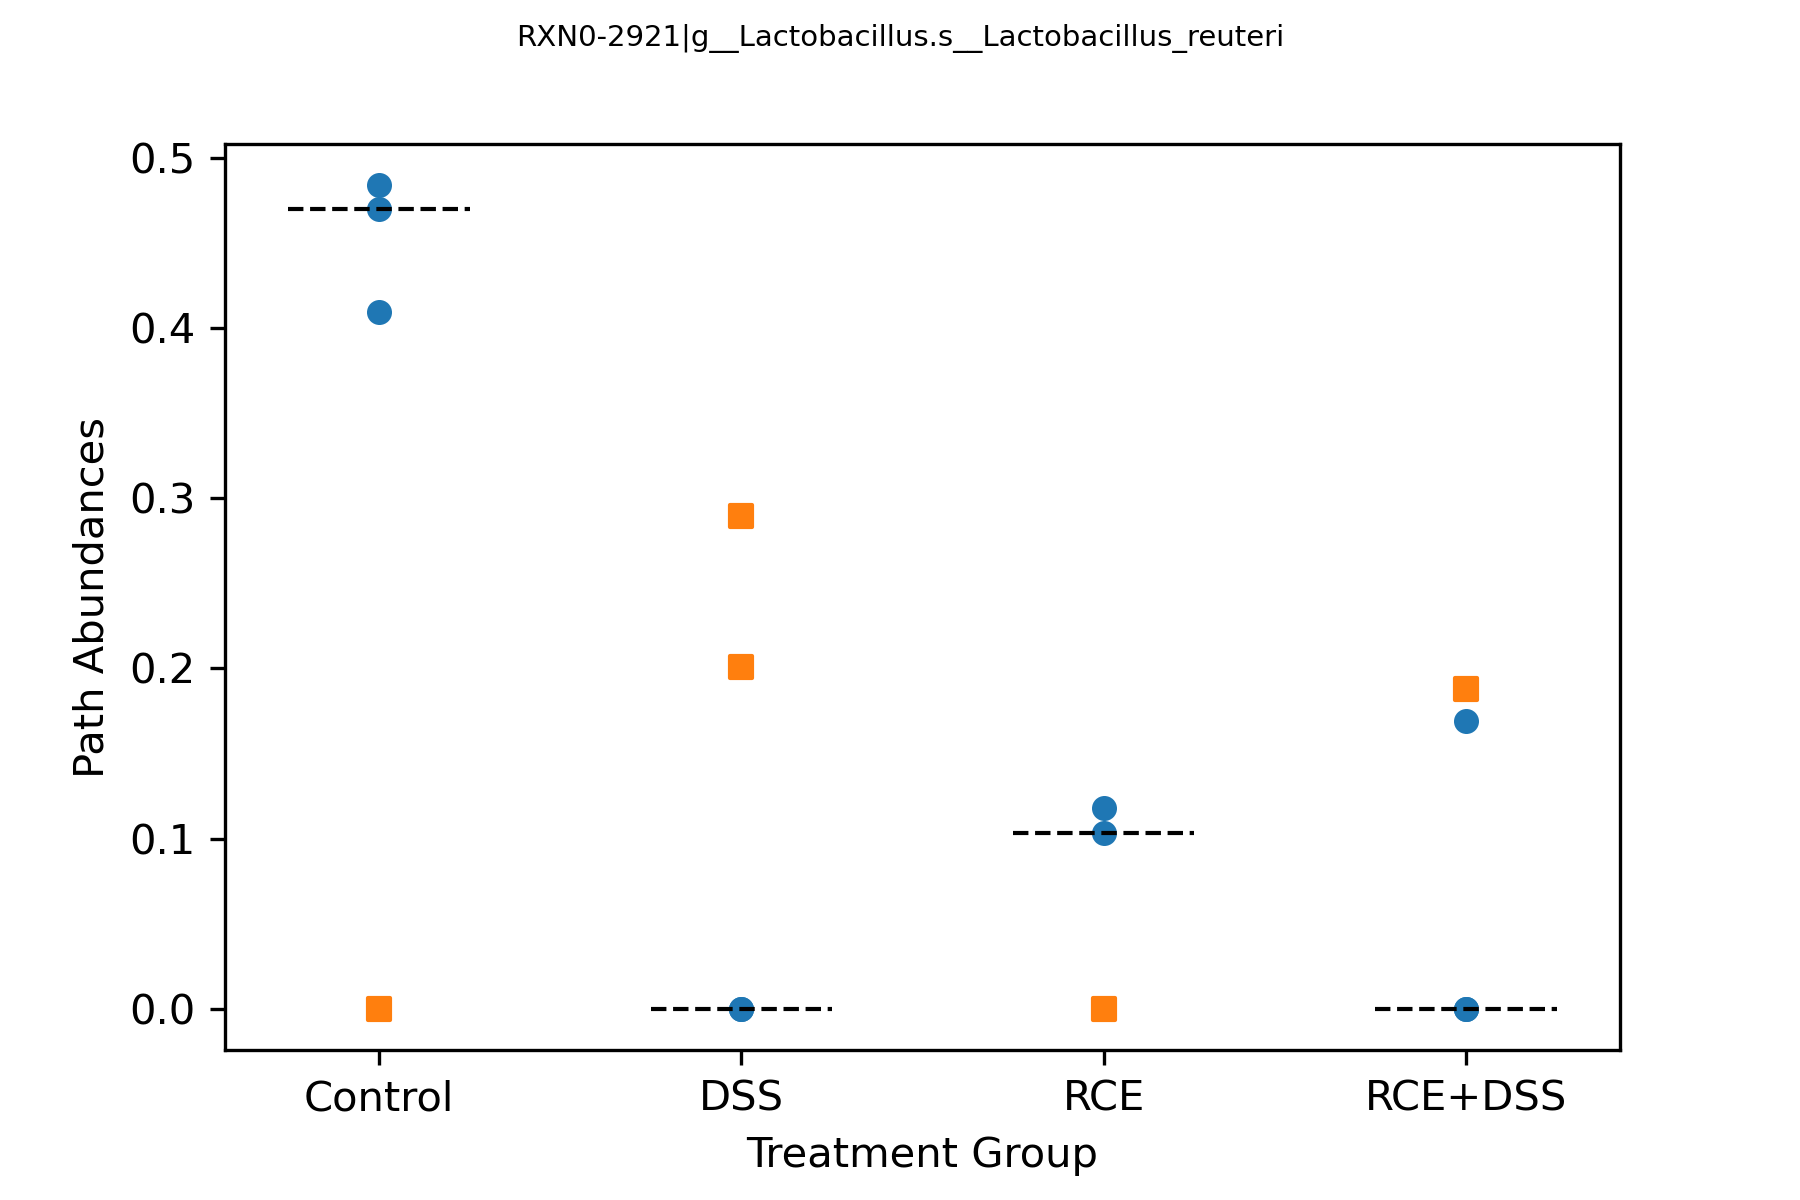 RXN0-2921|g__Lactobacillus.s__Lactobacillus_reuteri
0.5
0.4
0.3
0.2
0.1
0.0
Path Abundances
Control DSS RCE RCE+DSS
Treatment Group